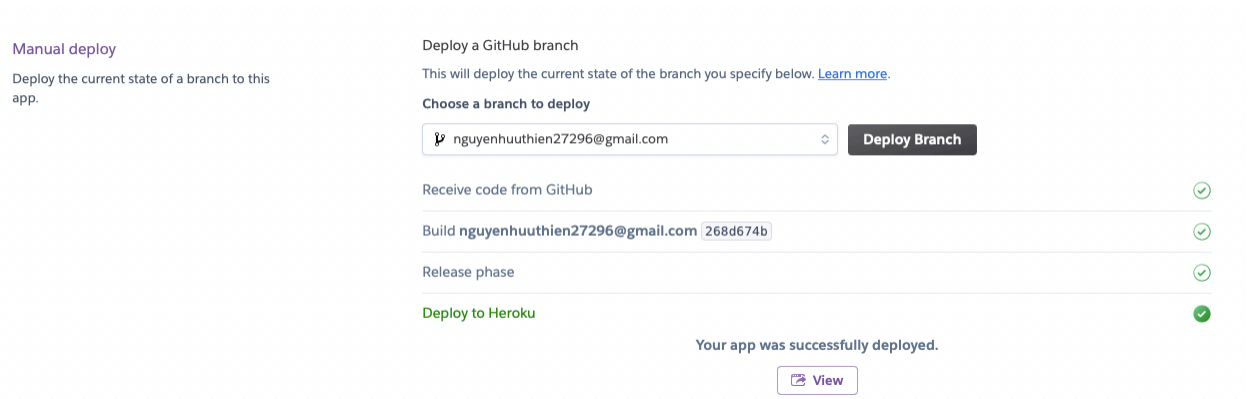 Manual deploy
Deploy the current state of a branch to this
app.
Deploy a GitHub branch
This will deploy the current state of the branch you specify below. Learn more.
Choose a branch to deploy
nguyenhuuthien27296@gmail.com
Deploy Branch
Receive code from GitHub
Build nguyenhuuthien27296@gmail.com 268d674b
Release phase
Deploy to Heroku
Your app was successfully deployed.
View